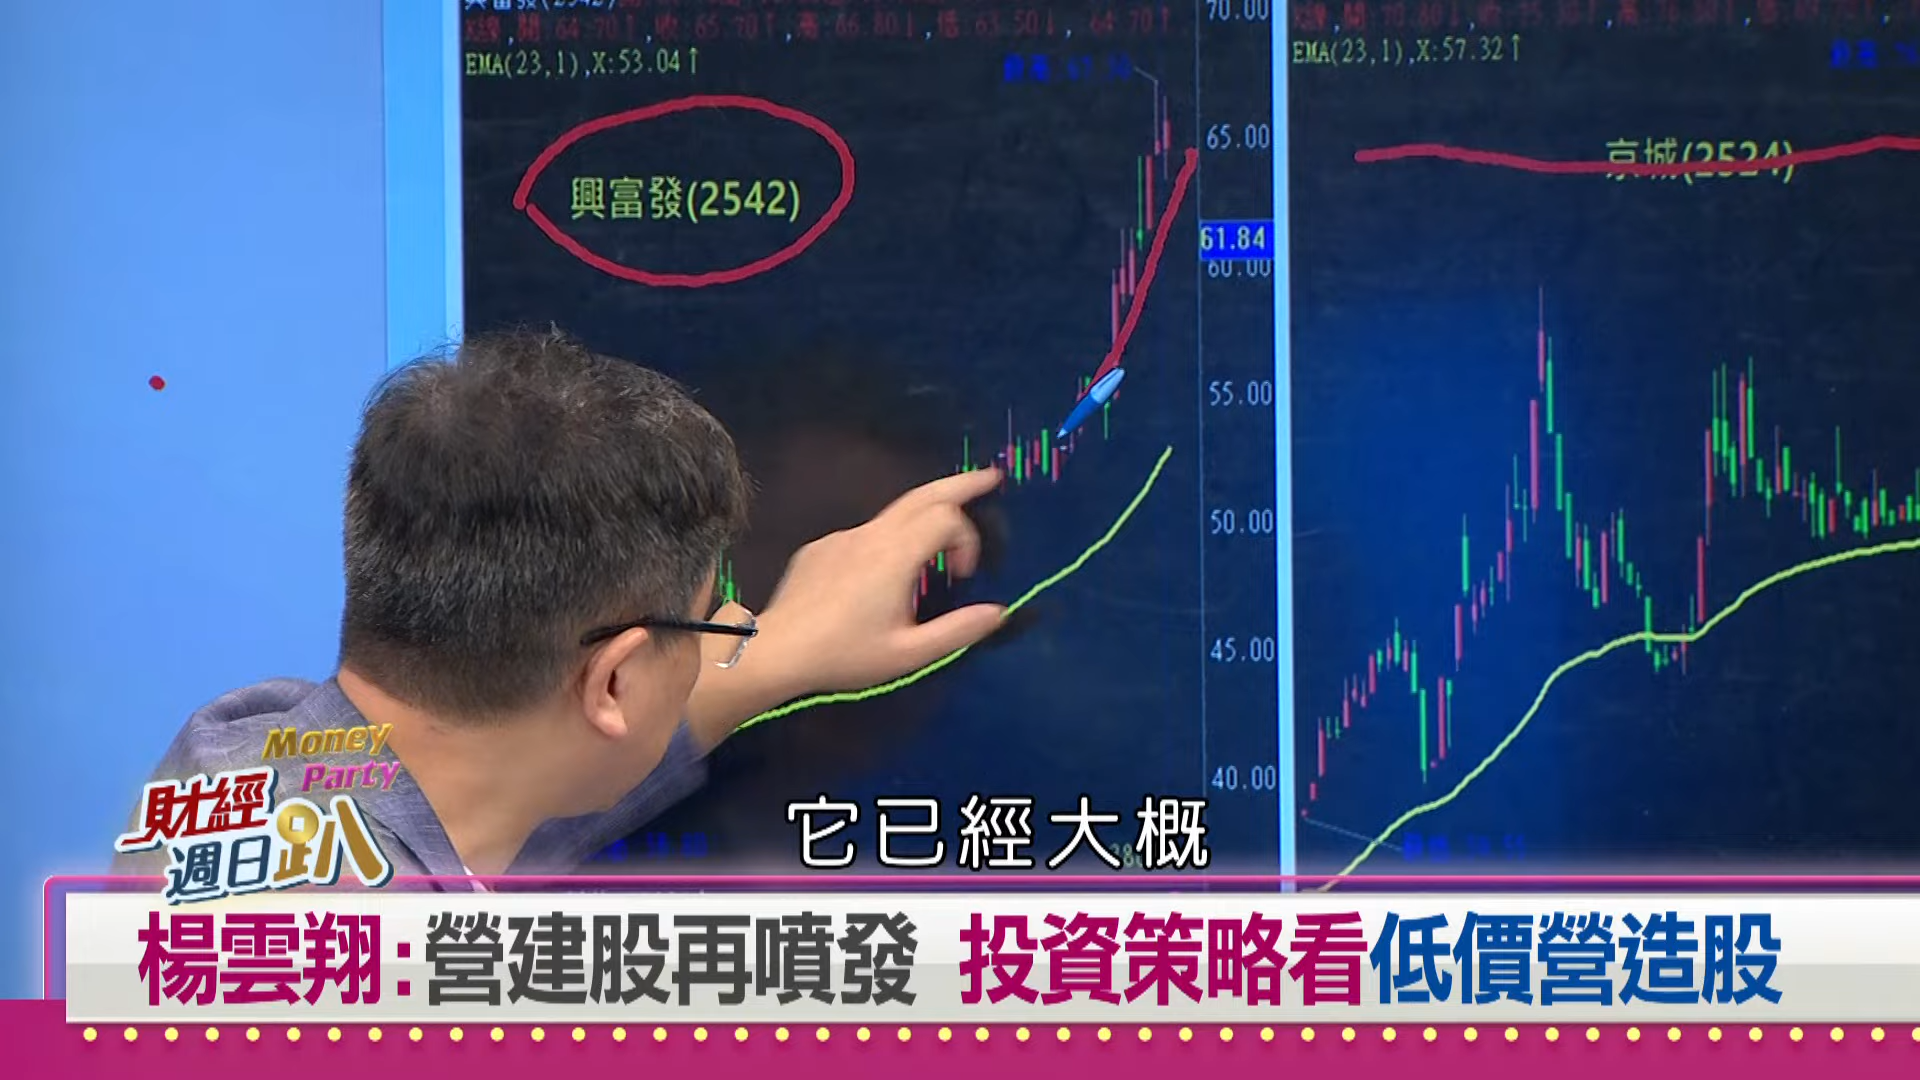 70.00
EMA(23,1),X:53.04↑
EMA(23,1),X:57.32↑
65.00
興富發(2542)
京城(2524)
61.84
60.00
55.00
50.00
45.00
40.00
Money
Party
財經
週日趴
它已經大概
楊雲翔:營建股再噴發 投資策略看低價營造股